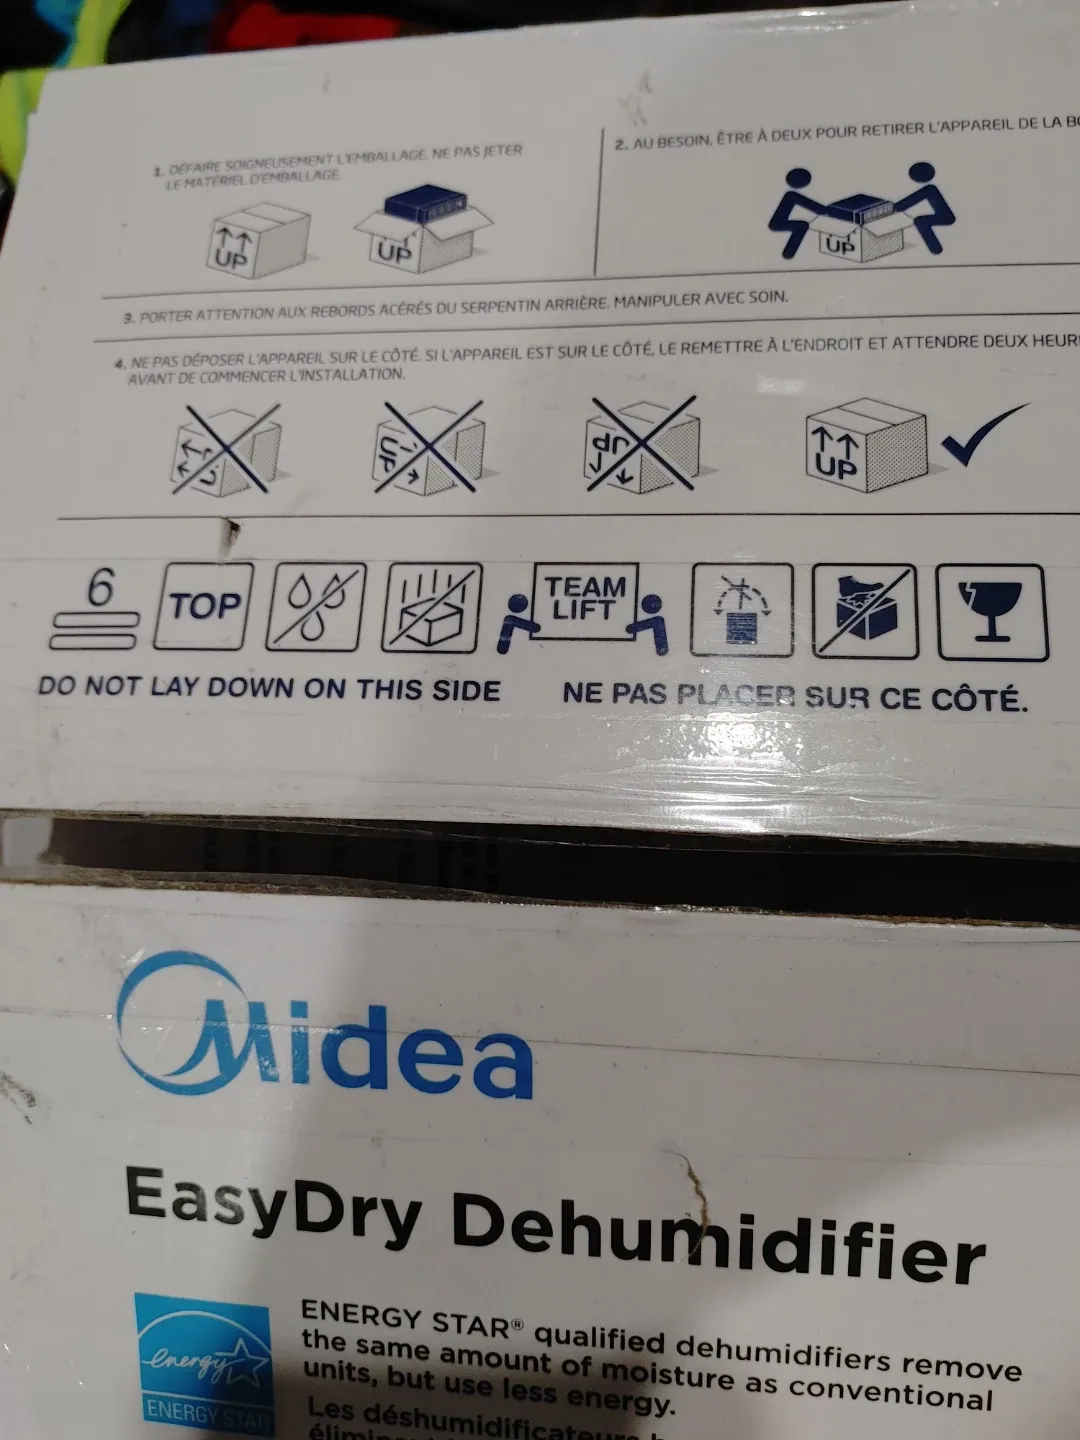 1. DÉFAIRE SOIGNEUSEMENT L'EMBALLAGE. NE PAS JETER
LE MATÉRIEL D'EMBALLAGE.
UP
UP
2. AU BESOIN, ÊTRE À DEUX POUR RETIRER L'APPAREIL DE LA
UP
3. PORTER ATTENTION AUX REBORDS ACÉRÉS DU SERPENTIN ARRIÈRE. MANIPULER AVEC SOIN.
4. NE PAS DÉPOSER L'APPAREIL SUR LE CÔTÉ. SI L'APPAREIL EST SUR LE CÔTÉ, LE REMETTRE À L'ENDROIT ET ATTENDRE DEUX
AVANT DE COMMENCER L'INSTALLATION.
UP
UP
UP
6
TOP
TEAM
LIFT
DO NOT LAY DOWN ON THIS SIDE
NE PAS PLACER SUR CE CÔTÉ.
Midea
EasyDry Dehumidifier
energy
ENERGY STAR
ENERGY STAR® qualified dehumidifiers remove
the same amount of moisture as conventional
units, but use less energy.
Les déshumidificateurs